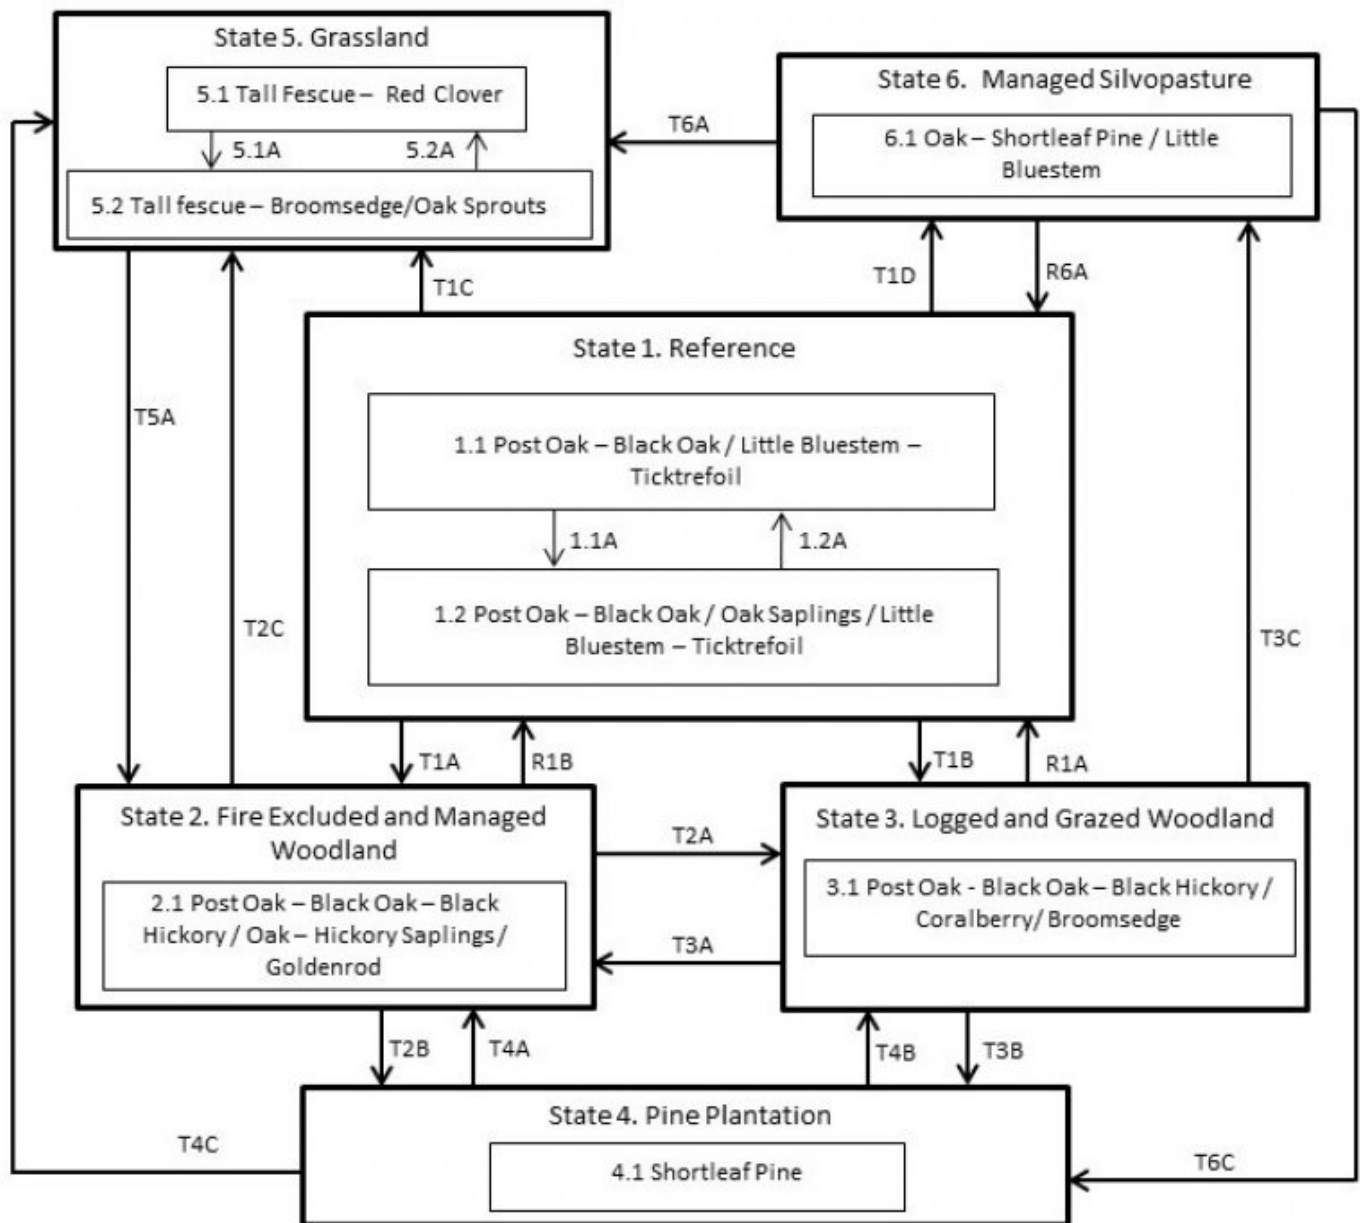 State 5. Grassland
5.1 Tall Fescue – Red Clover
5.1A
5.2A
5.2 Tall fescue – Broomsedge/Oak Sprouts
State 6. Managed Silvopasture
6.1 Oak – Shortleaf Pine / Little
Bluestem
T6A
T1C
T1D
R6A
State 1. Reference
1.1 Post Oak – Black Oak / Little Bluestem –
Ticktrefoil
1.1A
1.2A
1.2 Post Oak – Black Oak / Oak Saplings / Little
Bluestem – Ticktrefoil
T5A
T2C
T3C
T1A
R1B
T1B
R1A
State 2. Fire Excluded and Managed
Woodland
2.1 Post Oak – Black Oak – Black
Hickory / Oak – Hickory Saplings /
Goldenrod
T2A
T3A
State 3. Logged and Grazed Woodland
3.1 Post Oak - Black Oak – Black Hickory /
Coralberry/ Broomsedge
T2B
T4A
T4B
T3B
State 4. Pine Plantation
4.1 Shortleaf Pine
T4C
T6C